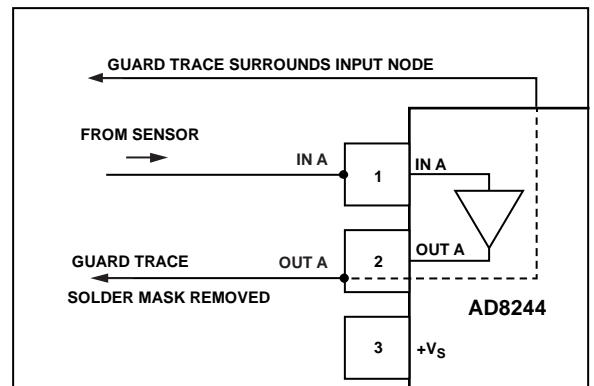 GUARD TRACE SURROUNDS INPUT NODE
FROM SENSOR
IN A
1
IN A
GUARD TRACE
OUT A
2
OUT A
SOLDER MASK REMOVED
AD8244
3
+VS